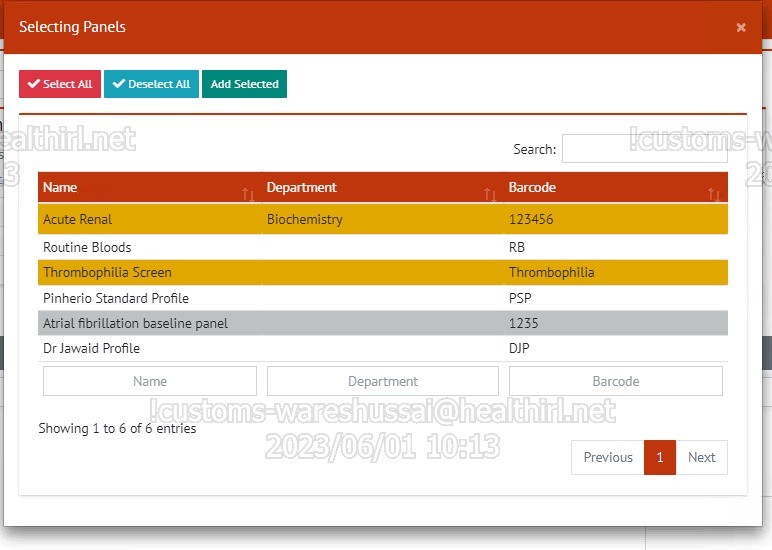 Selecting Panels ×
Select All Deselect All Add Selected
Search:
Name Department Barcode
Acute Renal Biochemistry 123456
Routine Bloods RB
Thrombophilia Screen Thrombophilia
Pinherio Standard Profile PSP
Atrial fibrillation baseline panel 1235
Dr Jawaid Profile DJP
Name Department Barcode
!customs-wareshussai@healthirl.net
Showing 1 to 6 of 6 entries
2023/06/01 10:13
Previous 1 Next
ealthirl.net
!customs-wa
3
20